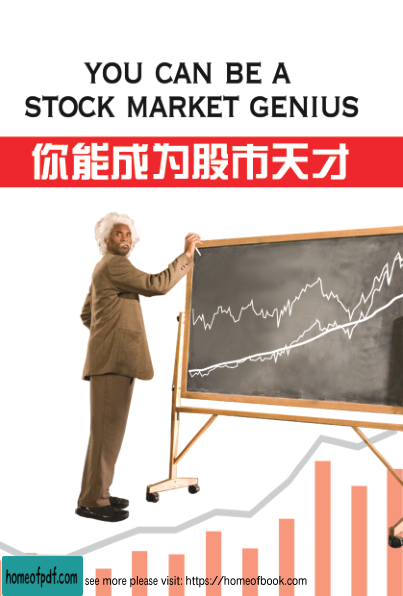 YOU CAN BE A
STOCK MARKET GENIUS
你能成为股市天才
homeofpdf.com
see more please visit: https://homeofbook.com